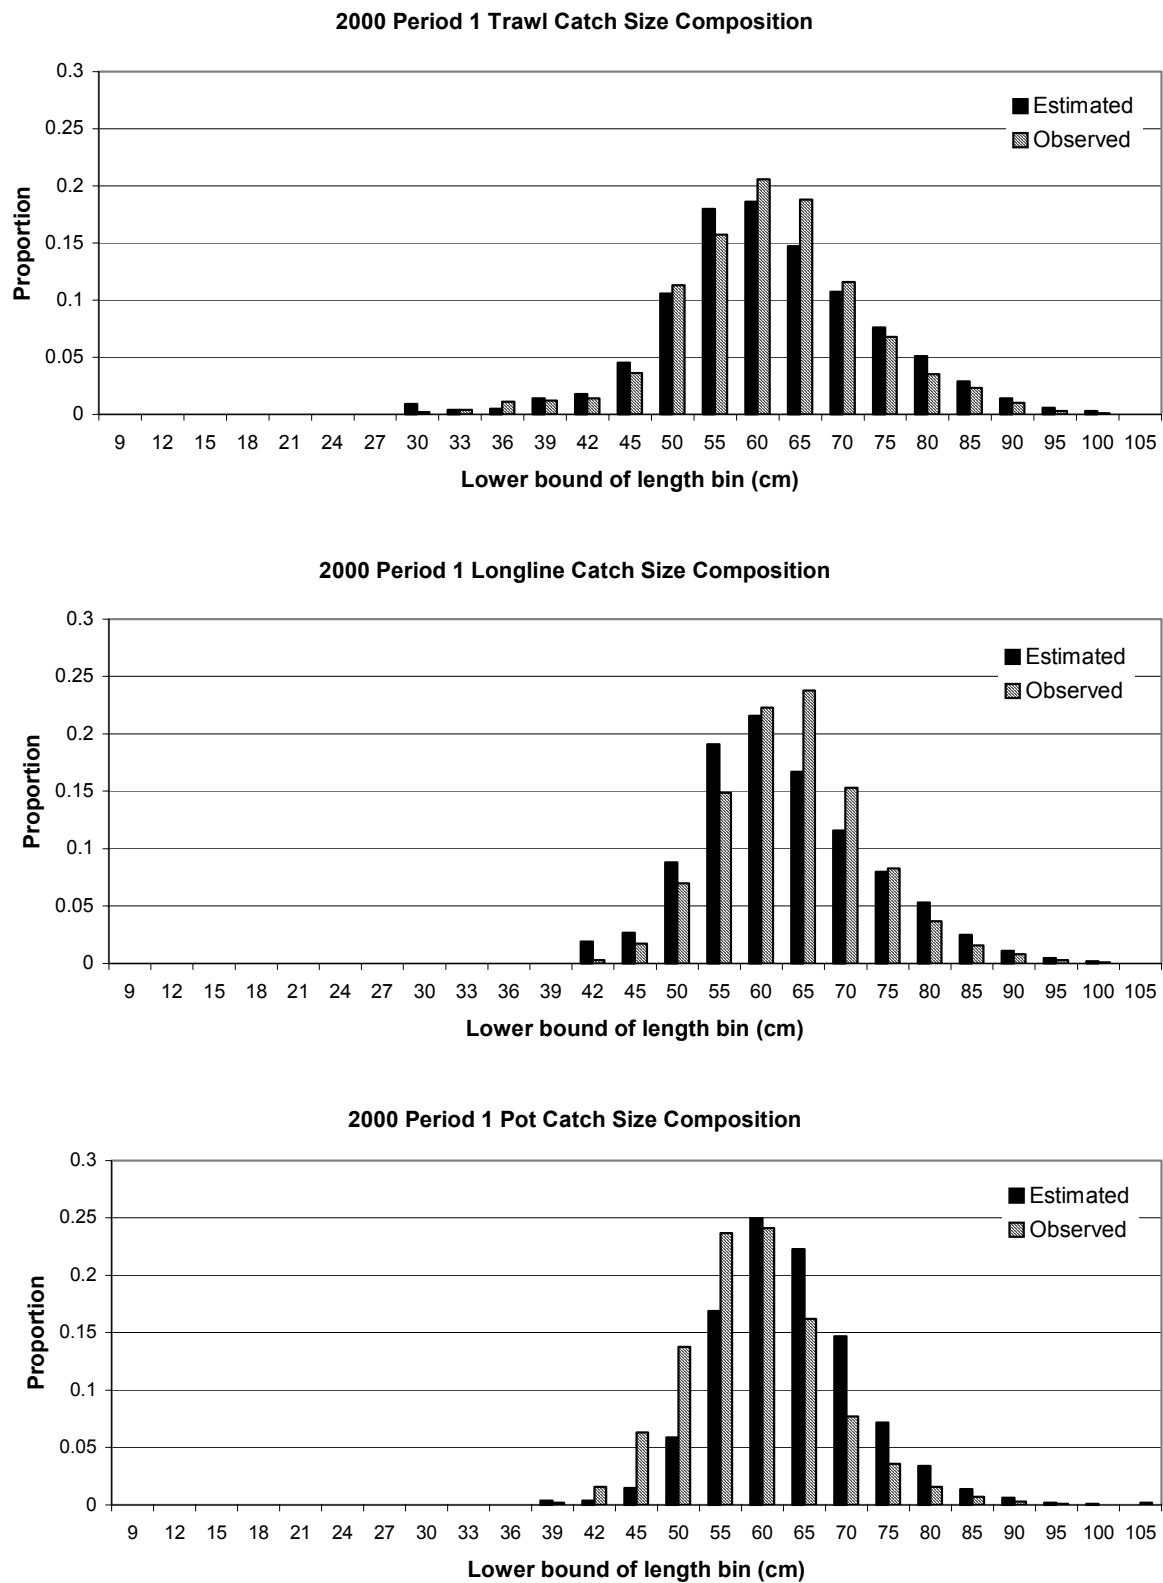 2000 Period 1 Trawl Catch Size Composition
0.3
Estimated
0.25
Observed
0.2
0.15
0.1
0.05
0
Proportion
9 12 15 18 21 24 27 30 33 36 39 42 45 50 55 60 65 70 75 80 85 90 95 100 105
Lower bound of length bin (cm)
2000 Period 1 Longline Catch Size Composition
0.3
Estimated
0.25
Observed
0.2
0.15
0.1
0.05
0
Proportion
9 12 15 18 21 24 27 30 33 36 39 42 45 50 55 60 65 70 75 80 85 90 95 100 105
Lower bound of length bin (cm)
2000 Period 1 Pot Catch Size Composition
0.3
Estimated
0.25
Observed
0.2
0.15
0.1
0.05
0
Proportion
9 12 15 18 21 24 27 30 33 36 39 42 45 50 55 60 65 70 75 80 85 90 95 100 105
Lower bound of length bin (cm)